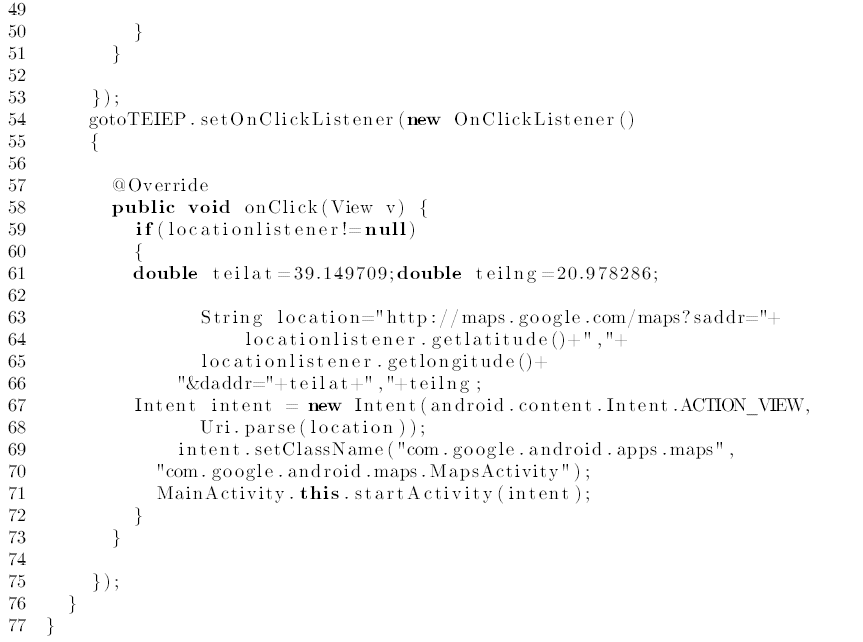 49
50 }
51 }
52
53 });
54 gotoTEIEP.setOnClickListener(new OnClickListener()
55 {
56
57 @Override
58 public void onClick(View v) {
59 if(locationlistener!=null)
60 {
61 double teilat=39.149709;double teilng=20.978286;
62
63 String location="http://maps.google.com/maps?saddr="+
64 locationlistener.getlatitude()+","+
65 locationlistener.getlongitude()+
66 "&daddr="+teilat+","+teilng;
67 Intent intent = new Intent(android.content.Intent.ACTION_VIEW,
68 Uri.parse(location));
69 intent.setClassName("com.google.android.apps.maps",
70 "com.google.android.maps.MapsActivity");
71 MainActivity.this.startActivity(intent);
72 }
73 }
74
75 });
76 }
77 }